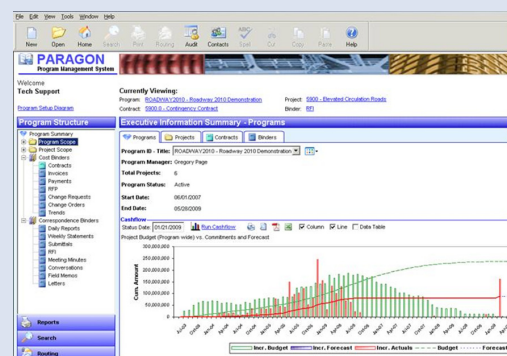 File Edit View Tools Window Help
New Open Home Search Print Routing Audit Contacts Spell Cut Copy Paste Help
PARAGON
Program Management System
Welcome
Tech Support
Program Setup Diagram
Currently Viewing:
Program: ROADWAY2010 - Roadway 2010 Demonstration Project: S900 - Elevated Circulation Roads
Contract: S900.0 - Contingency Contract Binder: RFI
Program Structure
Program Summary
Program Scope
Project Scope
Cost Binders
Contracts
Invoices
Payments
RFP
Change Requests
Change Orders
Trends
Correspondence Binders
Daily Reports
Weekly Statements
Submittals
RFI
Meeting Minutes
Conversations
Field Memos
Letters
Reports
Search
Routing
Executive Information Summary - Programs
Programs Projects Contracts Binders
Program ID - Title: ROADWAY2010 - Roadway 2010 Demonstration
Program Manager: Gregory Page
Total Projects: 6
Program Status: Active
Start Date: 06/01/2007
End Date: 05/28/2009
Cashflow
Status Date: 01/21/2009 Run Cashflow Column Line Data Table
Project Budget (Program wide) vs. Commitments and Forecast
Cum. Amount
300,000,000
250,000,000
200,000,000
150,000,000
100,000,000
50,000,000
0
Incr. Budget Incr. Forecast Incr. Actuals Budget Forecast